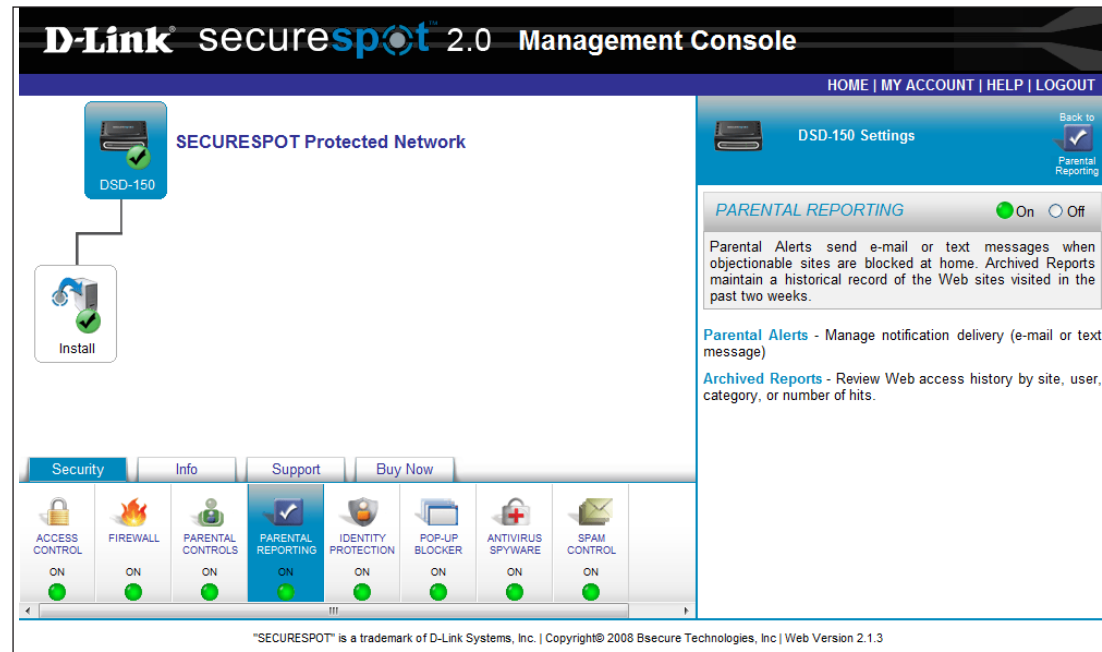 D-Link® securespot™ 2.0 Management Console
HOME | MY ACCOUNT | HELP | LOGOUT
DSD-150
SECURESPOT Protected Network
Install
DSD-150 Settings
Back to
Parental
Reporting
PARENTAL REPORTING
On Off
Parental Alerts send e-mail or text messages when
objectionable sites are blocked at home. Archived Reports
maintain a historical record of the Web sites visited in the
past two weeks.
Parental Alerts - Manage notification delivery (e-mail or text
message)
Archived Reports - Review Web access history by site, user,
category, or number of hits.
Security Info Support Buy Now
ACCESS
CONTROL
ON
FIREWALL
ON
PARENTAL
CONTROLS
ON
PARENTAL
REPORTING
ON
IDENTITY
PROTECTION
ON
POP-UP
BLOCKER
ON
ANTIVIRUS
SPYWARE
ON
SPAM
CONTROL
ON
"SECURESPOT" is a trademark of D-Link Systems, Inc. | Copyright© 2008 Bsecure Technologies, Inc | Web Version 2.1.3